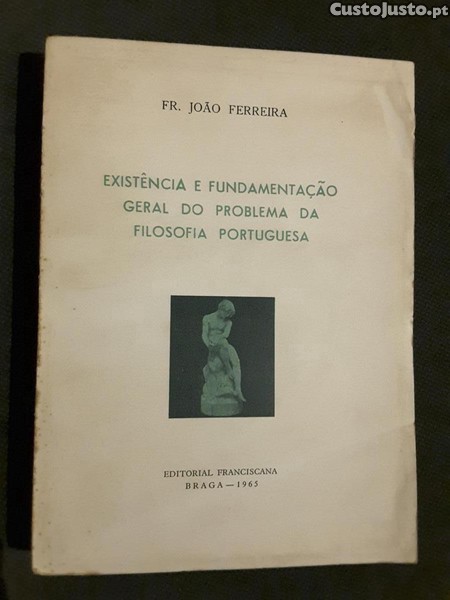 CustoJusto.pt
FR. JOÃO FERREIRA
EXISTÊNCIA E FUNDAMENTAÇÃO
GERAL DO PROBLEMA DA
FILOSOFIA PORTUGUESA
EDITORIAL FRANCISCANA
BRAGA — 1965